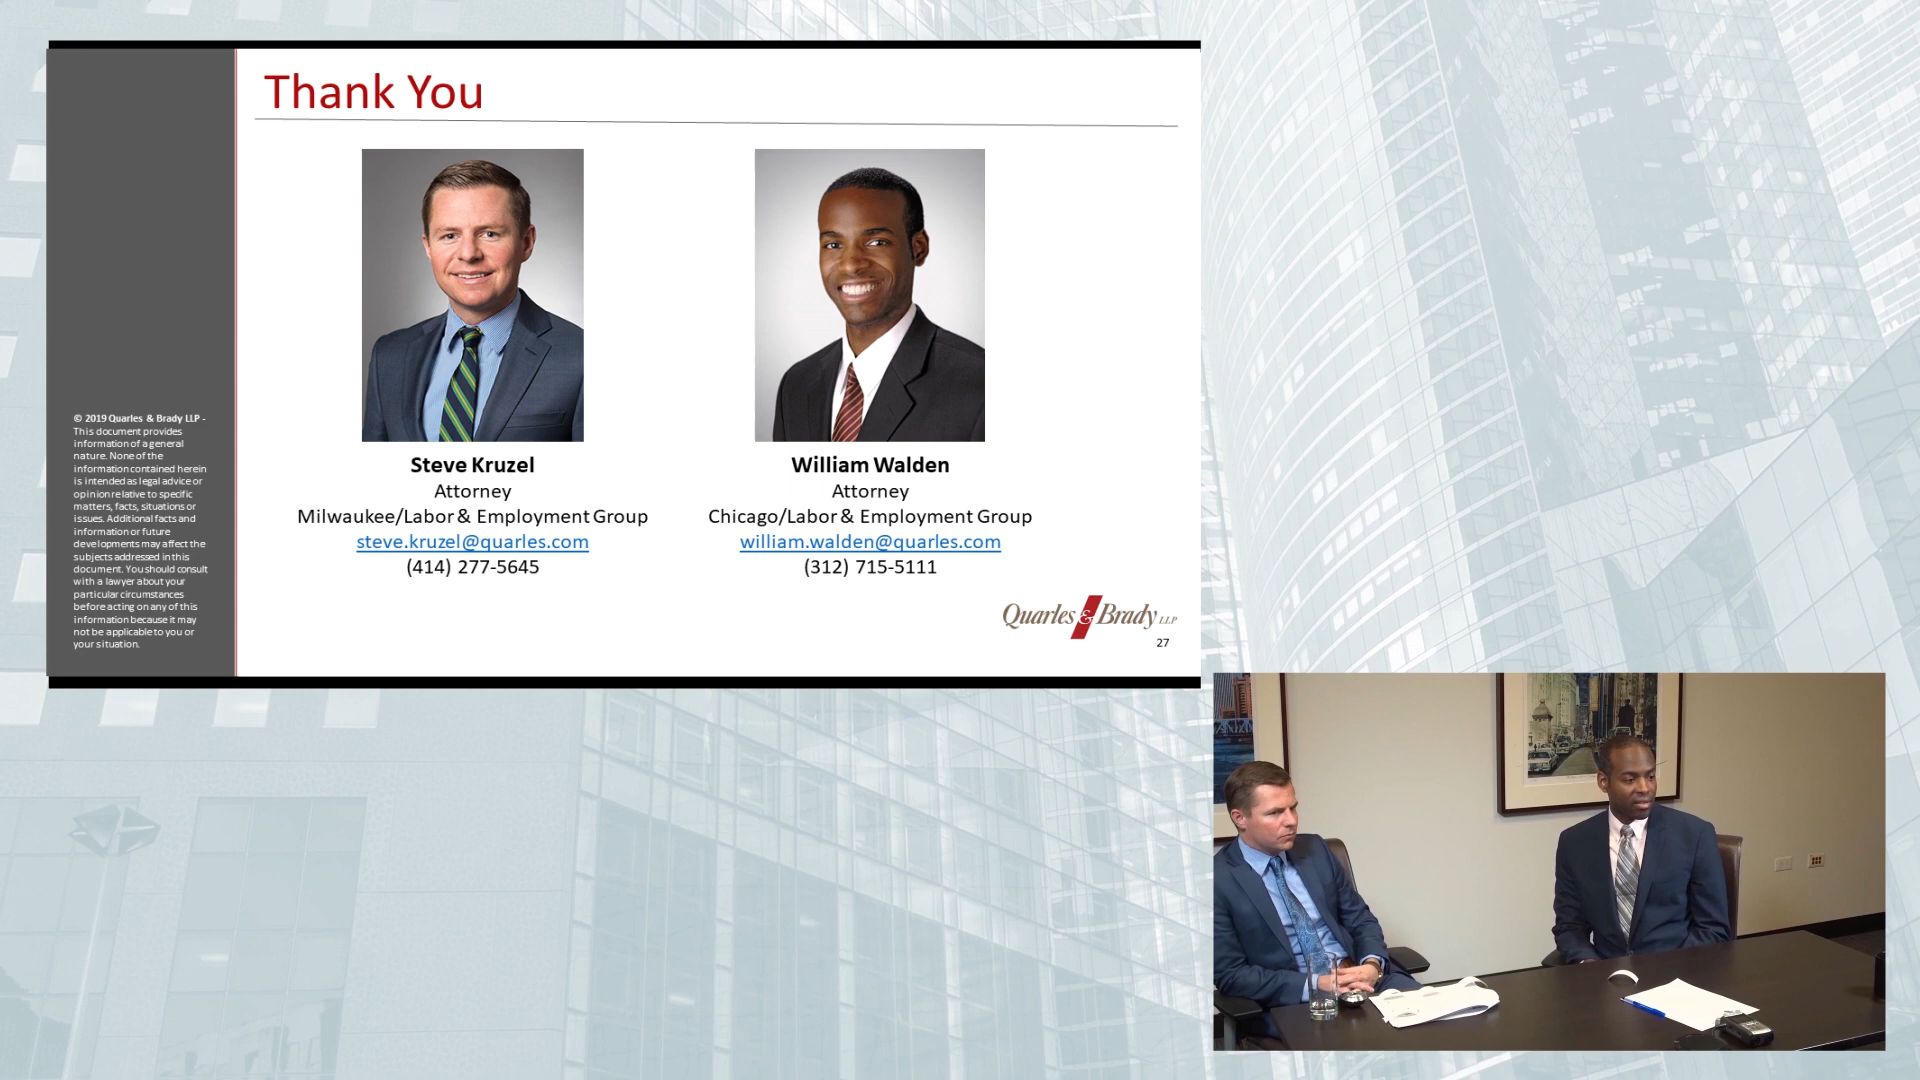 Thank You
© 2019 Quarles & Brady LLP -
This document provides
information of a general
nature. None of the
information contained herein
is intended as legal advice or
opinion relative to specific
matters, facts, situations or
issues. Additional facts and
information or future
developments may affect the
subjects addressed in this
document. You should consult
with a lawyer about your
particular circumstances
before acting on any of this
information because it may
not be applicable to you or
your situation.
Steve Kruzel
Attorney
Milwaukee/Labor & Employment Group
steve.kruzel@quarles.com
(414) 277-5645
William Walden
Attorney
Chicago/Labor & Employment Group
william.walden@quarles.com
(312) 715-5111
Quarles & Brady LLP
27